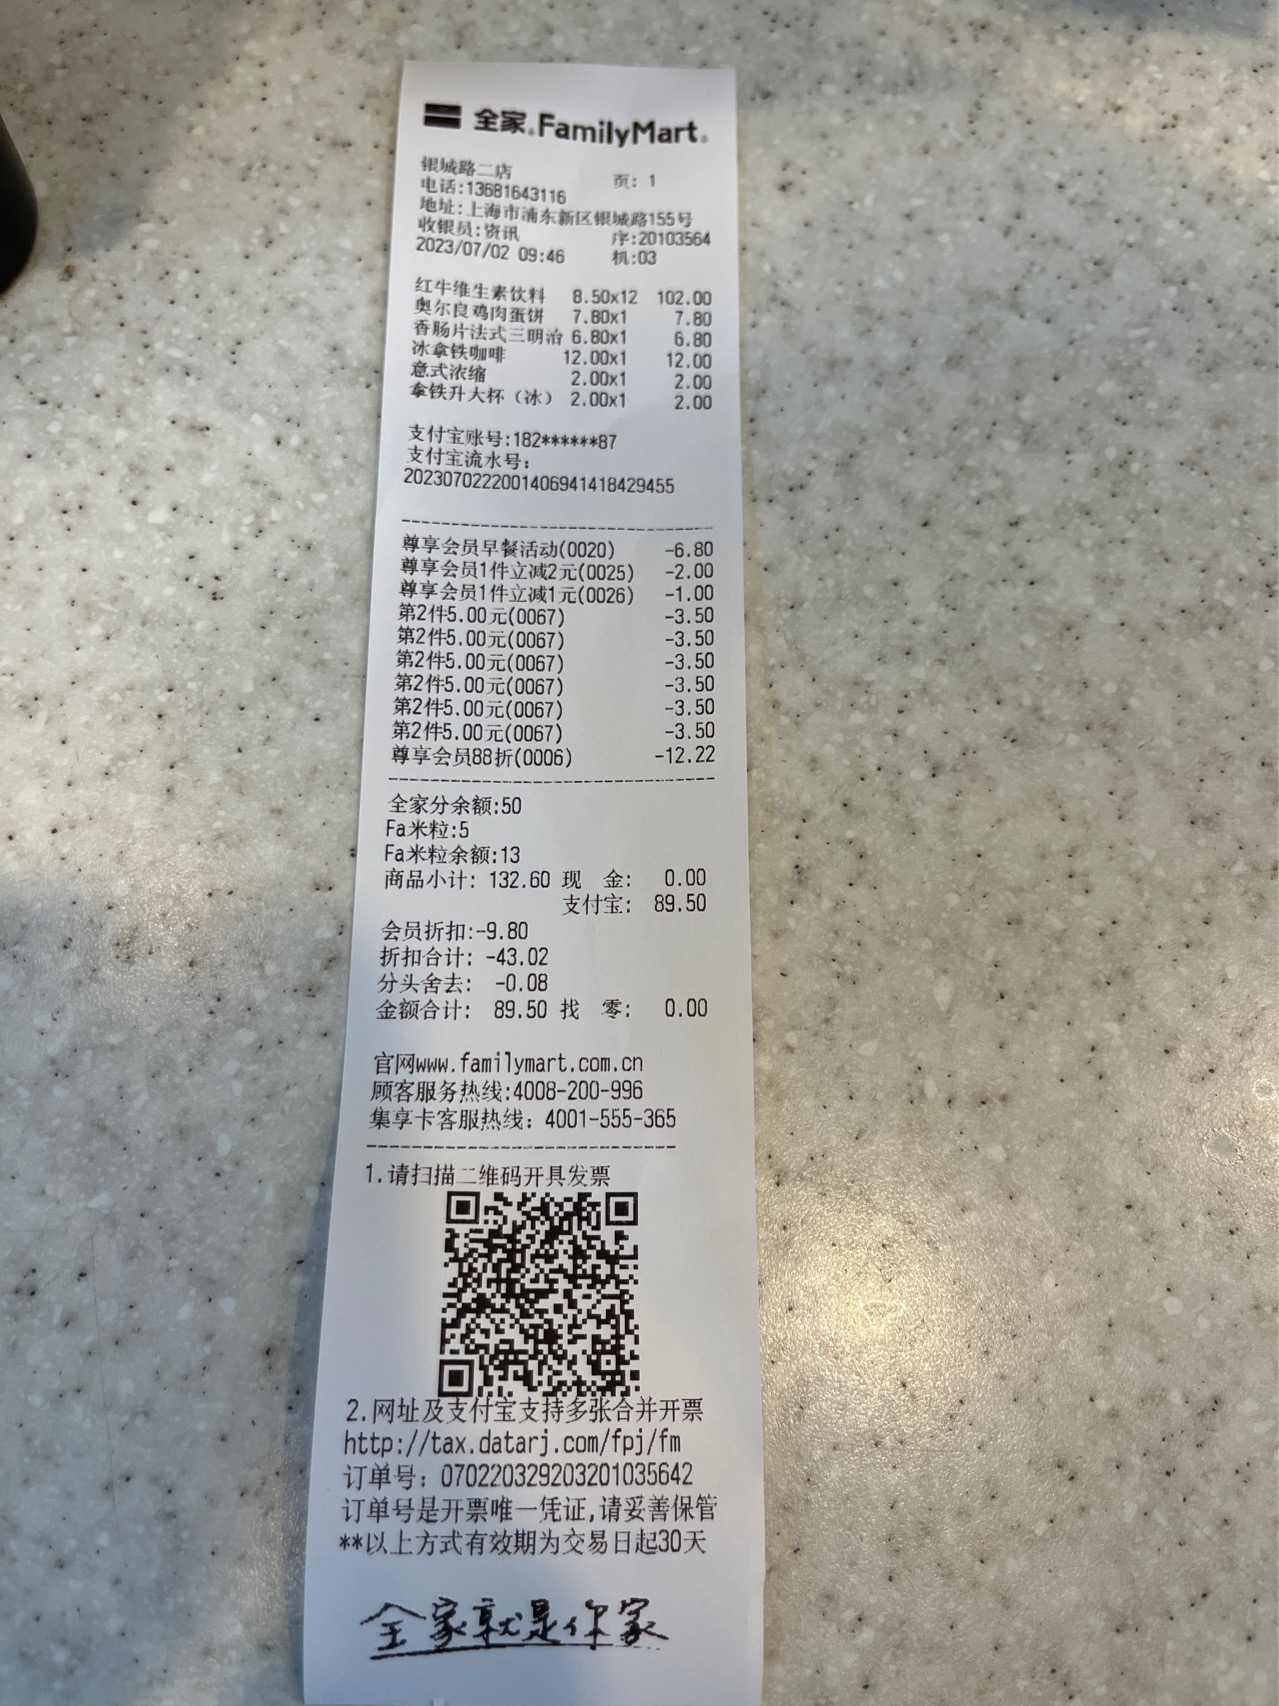 全家 FamilyMart
银城路二店 页: 1
电话:13681643116
地址:上海市浦东新区银城路155号
收银员:资讯 序:20103564
2023/07/02 09:46 机:03
红牛维生素饮料 8.50x12 102.00
奥尔良鸡肉蛋饼 7.80x1 7.80
香肠片法式三明治 6.80x1 6.80
冰拿铁咖啡 12.00x1 12.00
意式浓缩 2.00x1 2.00
拿铁升大杯（冰） 2.00x1 2.00
支付宝账号:182******87
支付宝流水号:
2023070222001406941418429455
尊享会员早餐活动(0020) -6.80
尊享会员1件立减2元(0025) -2.00
尊享会员1件立减1元(0026) -1.00
第2件5.00元(0067) -3.50
第2件5.00元(0067) -3.50
第2件5.00元(0067) -3.50
第2件5.00元(0067) -3.50
第2件5.00元(0067) -3.50
第2件5.00元(0067) -3.50
尊享会员88折(0006) -12.22
全家分余额:50
Fa米粒:5
Fa米粒余额:13
商品小计: 132.60 现 金: 0.00
支付宝: 89.50
会员折扣:-9.80
折扣合计: -43.02
分头舍去: -0.08
金额合计: 89.50 找 零: 0.00
官网www.familymart.com.cn
顾客服务热线:4008-200-996
集享卡客服热线: 4001-555-365
1.请扫描二维码开具发票
2.网址及支付宝支持多张合并开票
http://tax.datarj.com/fpj/fm
订单号: 070220329203201035642
订单号是开票唯一凭证,请妥善保管
**以上方式有效期为交易日起30天
全家就是你家